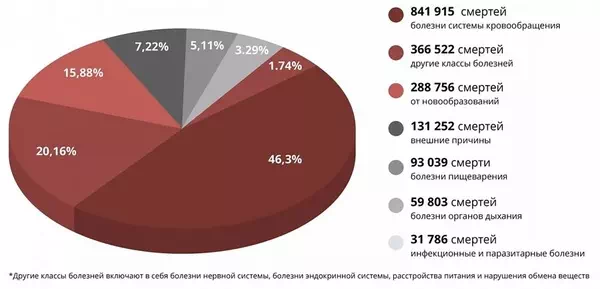 7,22%
5,11%
3.29%
1.74%
15,88%
20,16%
46,3%
841 915 смертей
болезни системы кровообращения
366 522 смертей
другие классы болезней
288 756 смертей
от новообразований
131 252 смертей
внешние причины
93 039 смерти
болезни пищеварения
59 803 смертей
болезни органов дыхания
31 786 смертей
инфекционные и паразитарные болезни
*Другие классы болезней включают в себя болезни нервной системы, болезни эндокринной системы, расстройства питания и нарушения обмена веществ